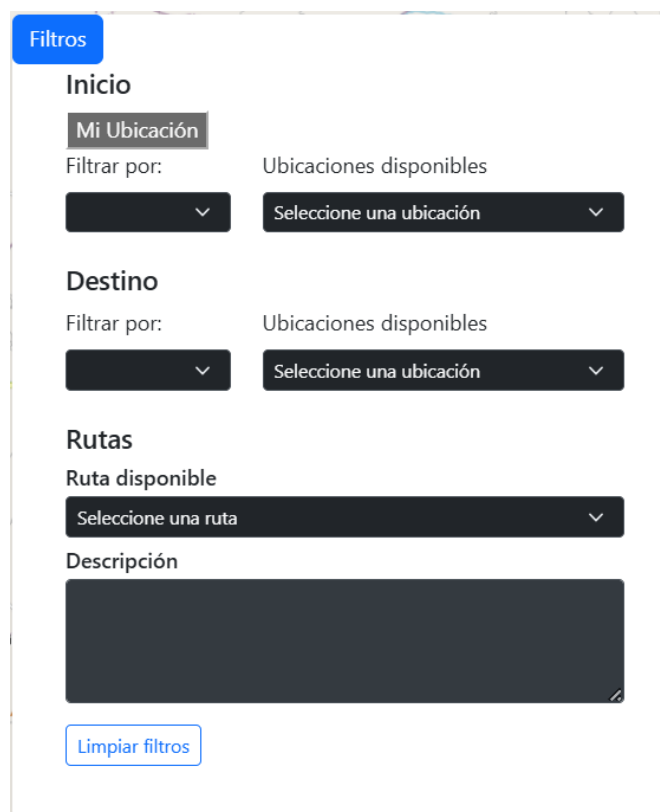 Filtros
Inicio
Mi Ubicación
Filtrar por: Ubicaciones disponibles
Seleccione una ubicación
Destino
Filtrar por: Ubicaciones disponibles
Seleccione una ubicación
Rutas
Ruta disponible
Seleccione una ruta
Descripción
Limpiar filtros